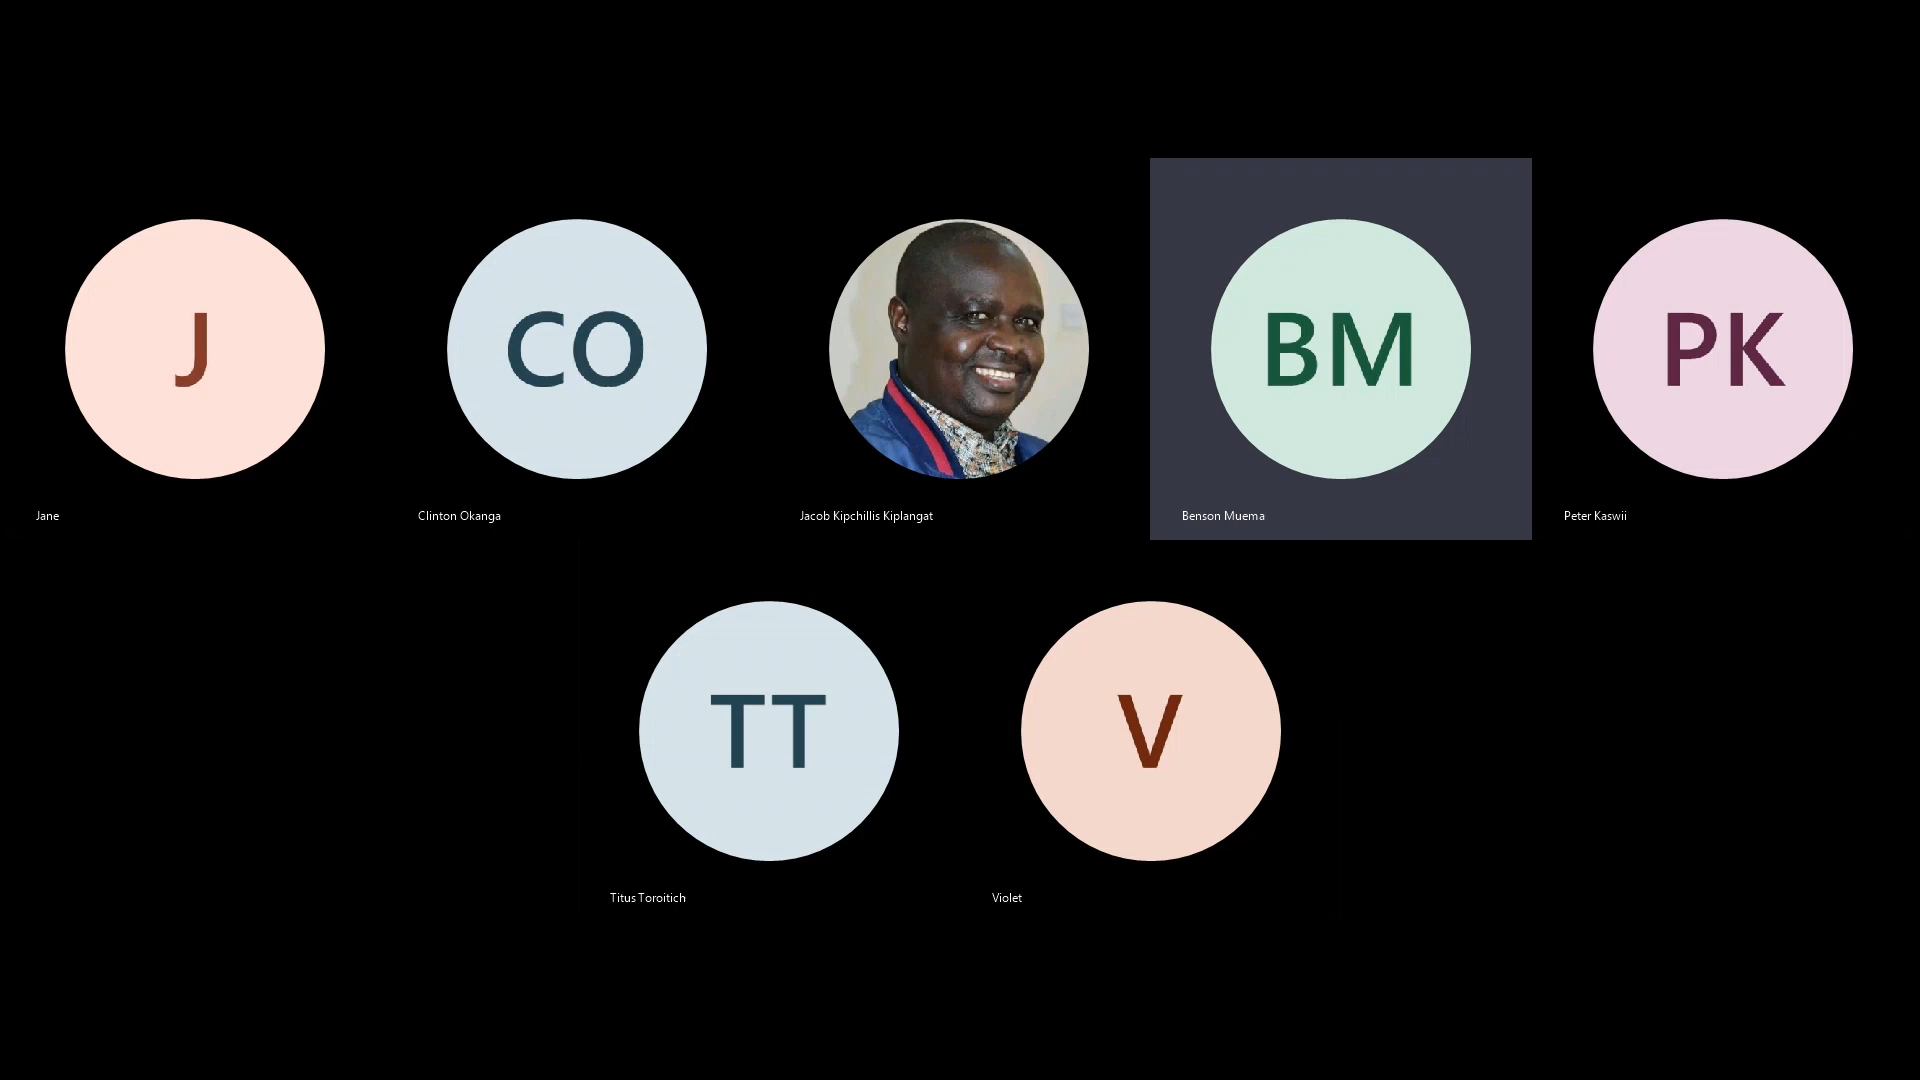 J
CO
BM
PK
Jane
Clinton Okanga
Jacob Kipchillis Kiplangat
Benson Muema
Peter Kaswii
TT
V
Titus Toroitich
Violet